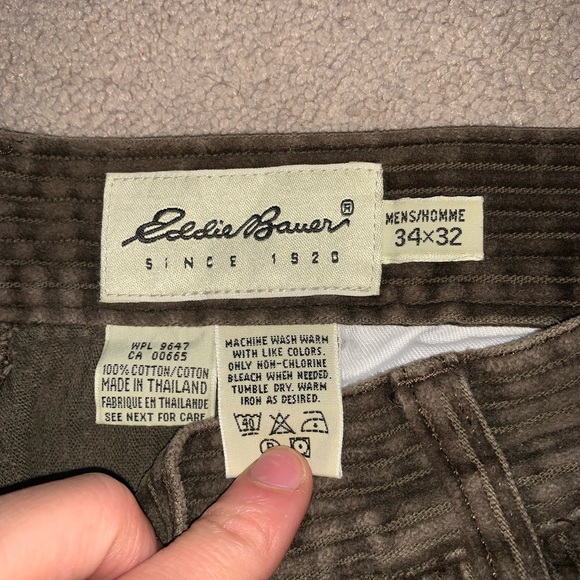 Eddie Bauer®
SINCE 1920
MENS/HOMME
34×32
WPL 9647
CA 00665
100% COTTON/COTON
MADE IN THAILAND
FABRIQUE EN THAILANDE
SEE NEXT FOR CARE
MACHINE WASH WARM
WITH LIKE COLORS.
ONLY NON-CHLORINE
BLEACH WHEN NEEDED.
TUMBLE DRY. WARM
IRON AS DESIRED.
40
P